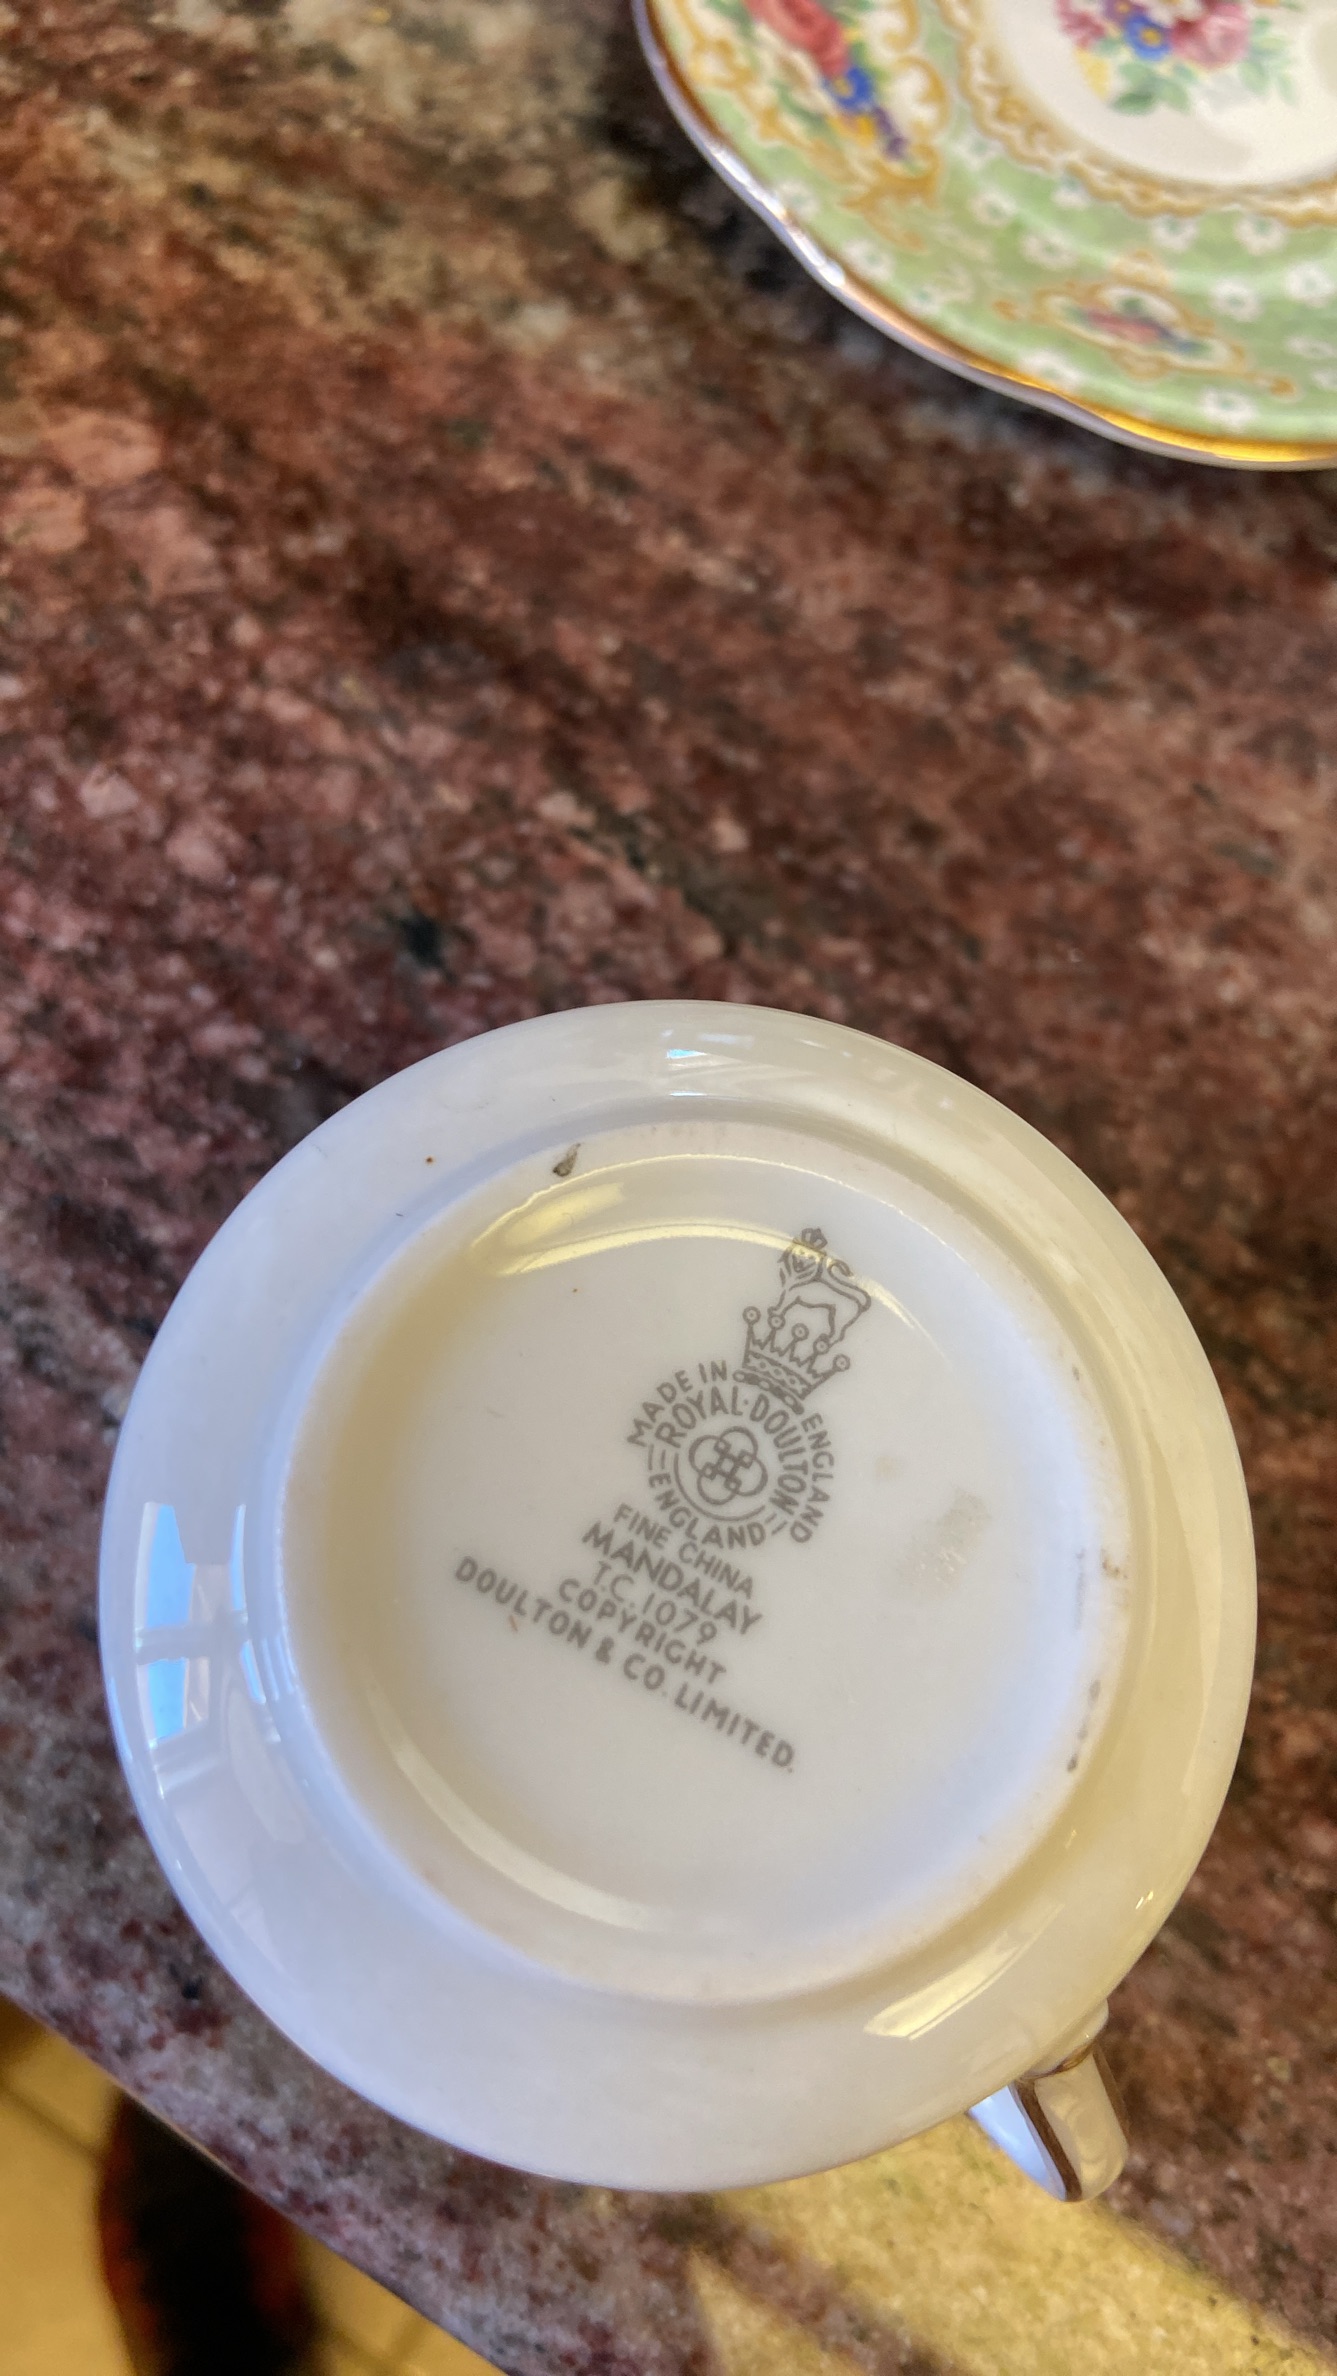 MADE IN ENGLAND
ROYAL·DOULTON
ENGLAND
FINE CHINA
MANDALAY
T.C. 1079
COPYRIGHT
DOULTON & CO. LIMITED.